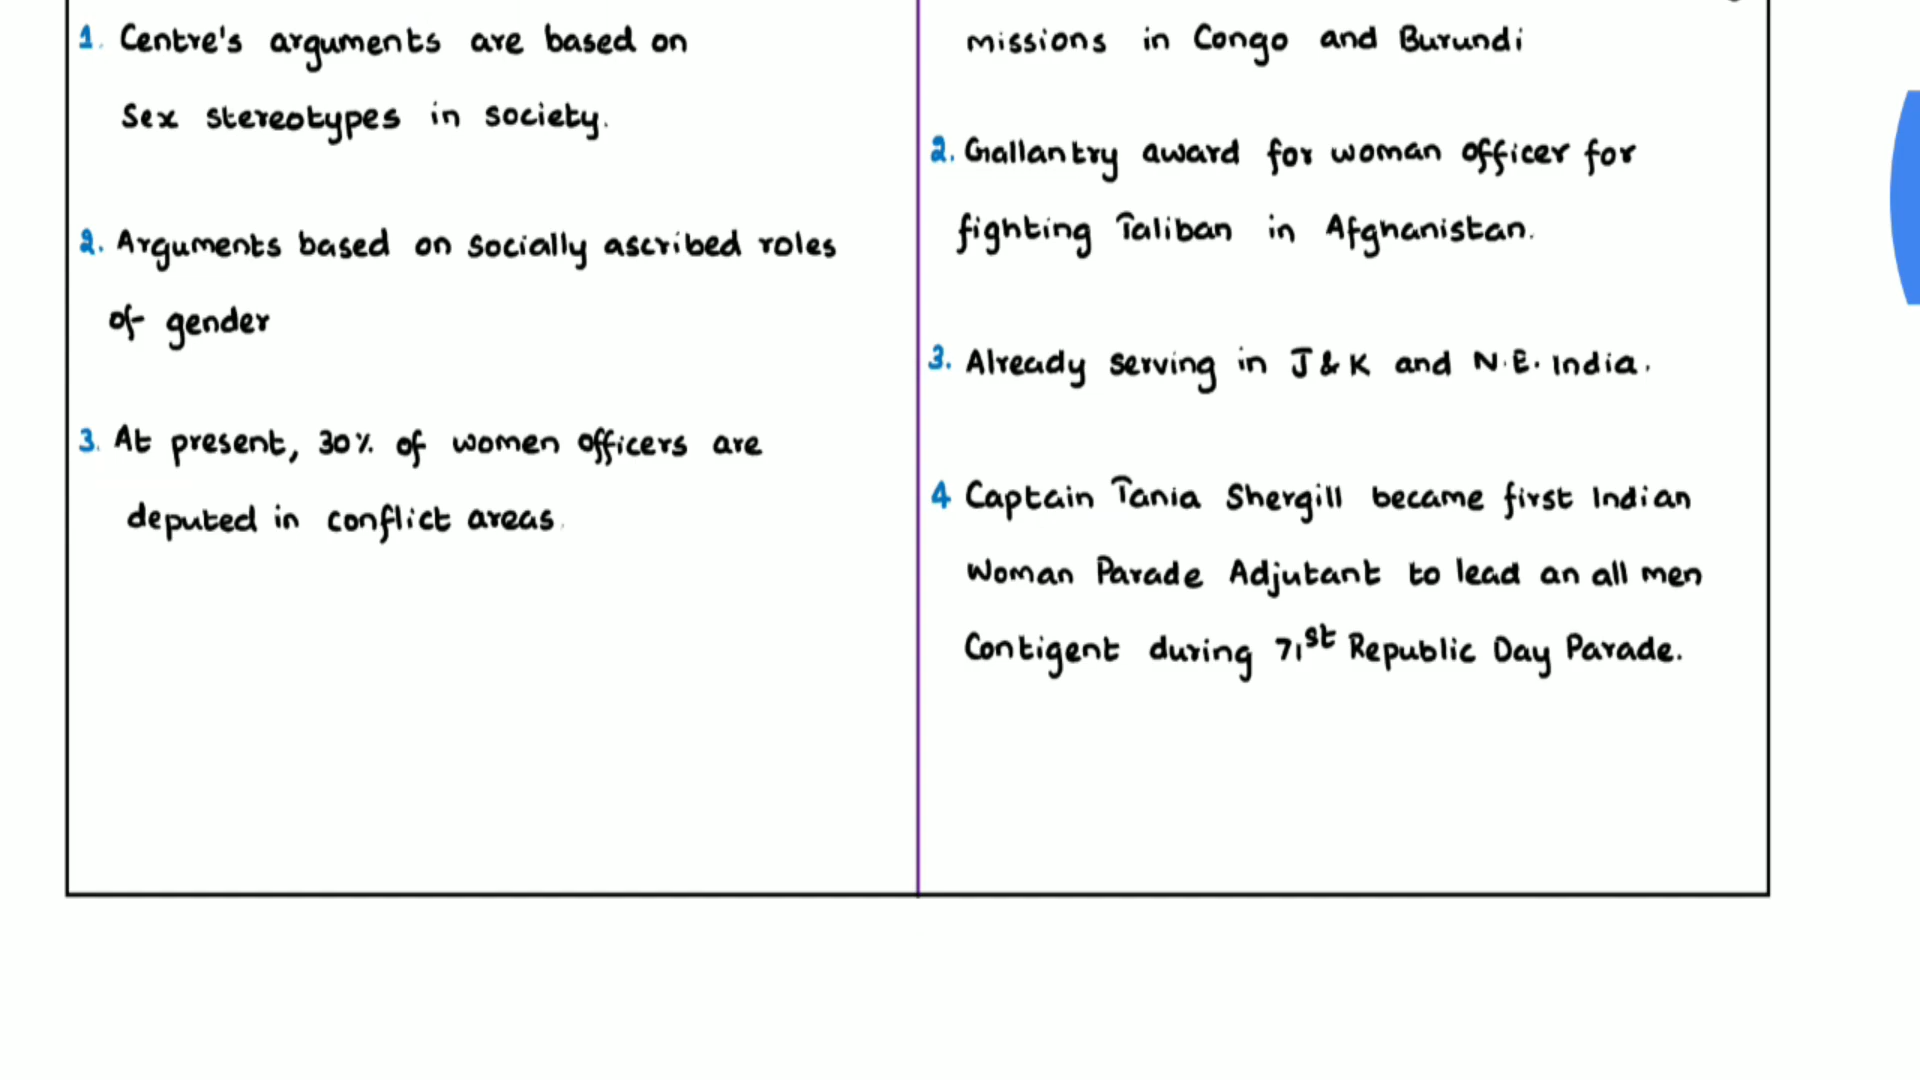 1. Centre's arguments are based on
Sex stereotypes in society.
2. Arguments based on socially ascribed roles
of gender
3. At present, 30% of women officers are
deputed in conflict areas.
missions in Congo and Burundi
2. Gallantry award for woman officer for
fighting Taliban in Afghanistan.
3. Already serving in J & K and N.E. India.
4 Captain Tania Shergill became first Indian
Woman Parade Adjutant to lead an all men
Contigent during 71st Republic Day Parade.